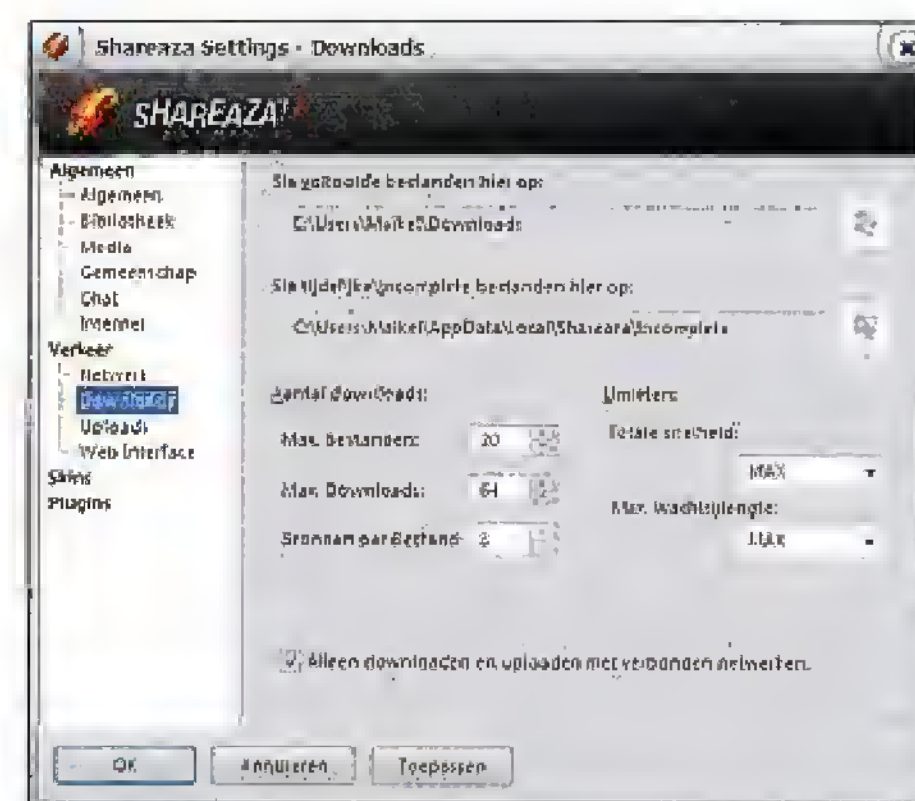 Shareaza Settings - Downloads
SHAREAZA
Algemeen
Algemeen
Bibliotheek
Media
Gemeenschap
Chat
Internet
Verkeer
Netwerk
Downloads
Uploads
Web Interface
Skins
Plugins
Sla voltooide bestanden hier op:
C:\Users\Maikel\Downloads
Sla tijdelijke\incomplete bestanden hier op:
C:\Users\Maikel\AppData\Local\Shareaza\Incomplete
Aantal downloads:
Max. Bestanden: 20
Max. Downloads: 64
Bronnen per Bestand: 8
Limieten:
Totale snelheid:
MAX
Max. Wachtrijlengte:
MAX
Alleen downloaden en uploaden met verbonden netwerken.
OK
Annuleren
Toepassen